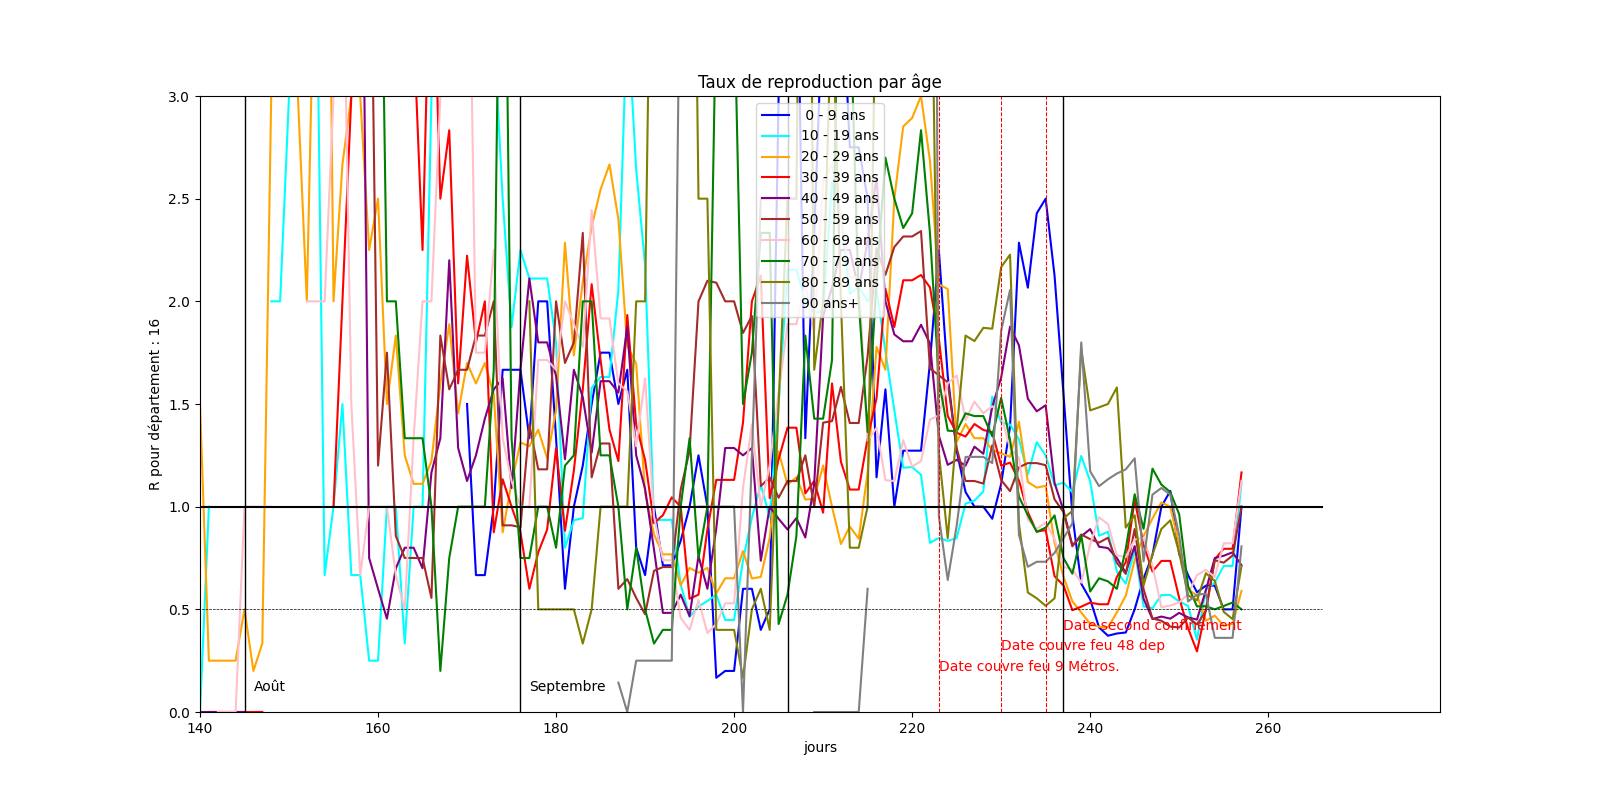 Taux de reproduction par âge
R pour département : 16
3.0
2.5
2.0
1.5
1.0
0.5
0.0
0 - 9 ans
10 - 19 ans
20 - 29 ans
30 - 39 ans
40 - 49 ans
50 - 59 ans
60 - 69 ans
70 - 79 ans
80 - 89 ans
90 ans+
Date second confinement
Date couvre feu 48 dep
Date couvre feu 9 Métros.
Août
Septembre
140
160
180
200
220
240
260
jours